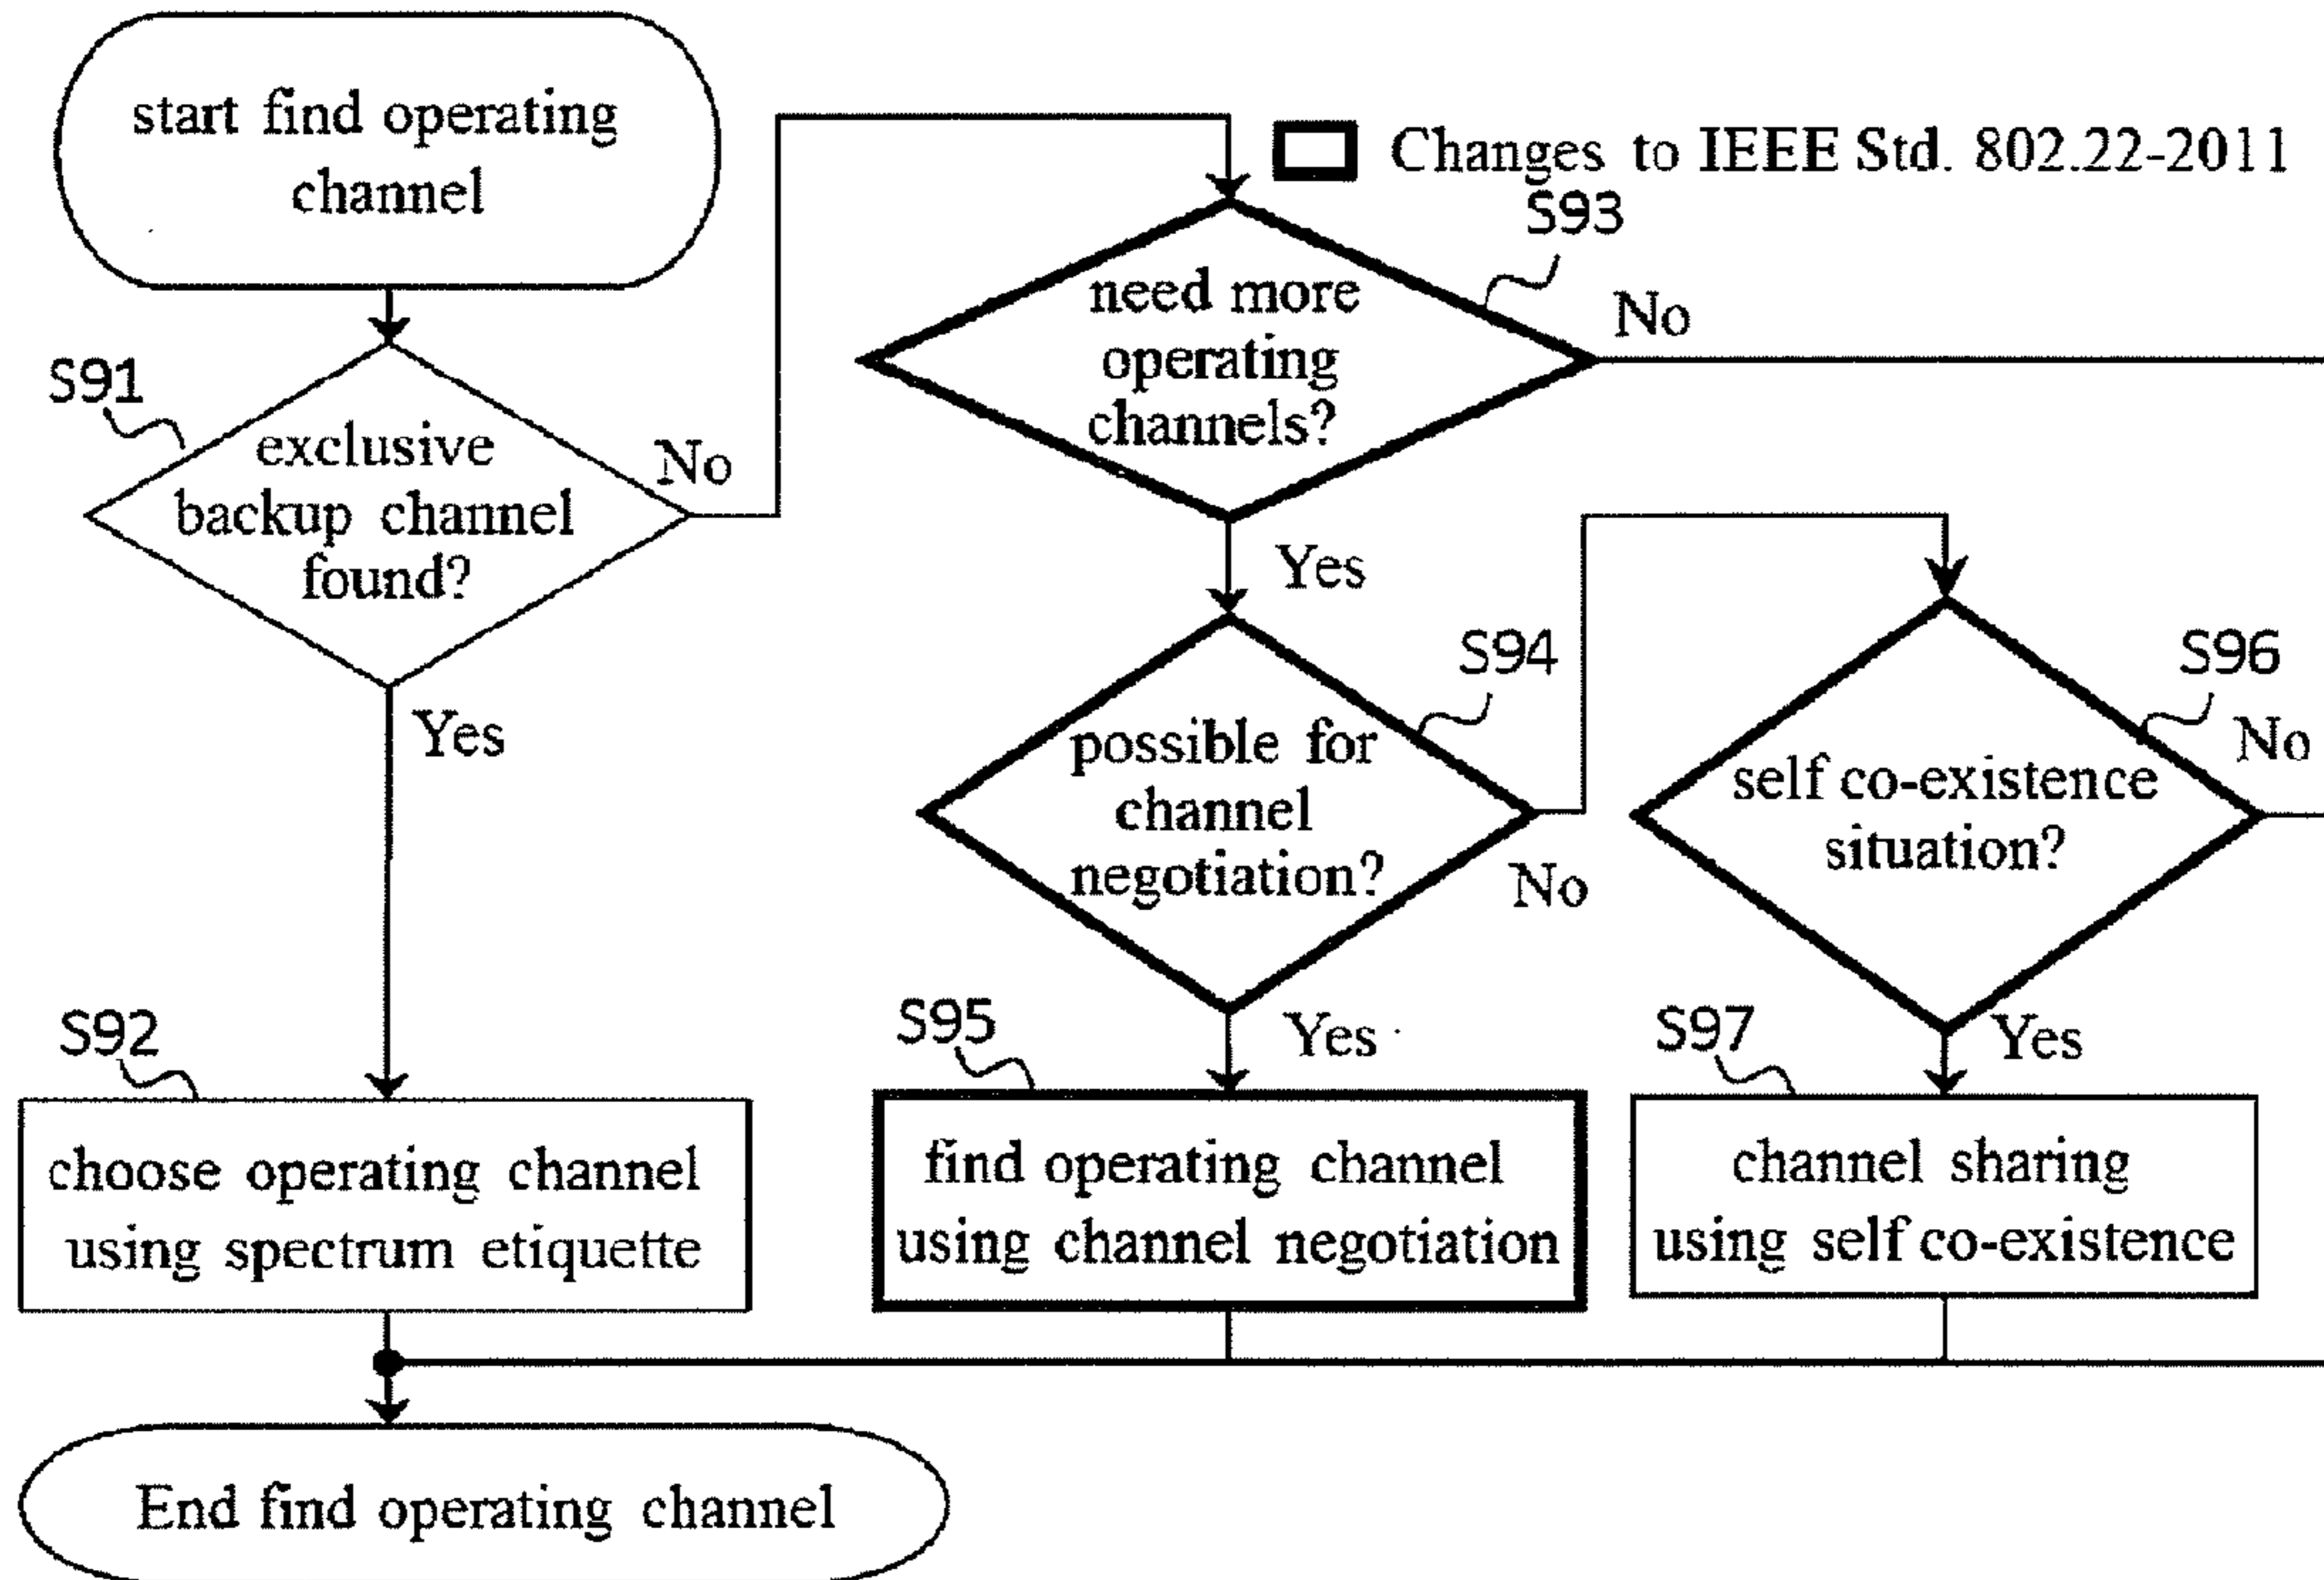 start find operating
channel
Changes to IEEE Std. 802.22-2011
S91
exclusive
backup channel
found?
No
Yes
S92
choose operating channel
using spectrum etiquette
S93
need more
operating
channels?
No
Yes
S94
possible for
channel
negotiation?
No
Yes
S95
find operating channel
using channel negotiation
S96
self co-existence
situation?
No
Yes
S97
channel sharing
using self co-existence
End find operating channel